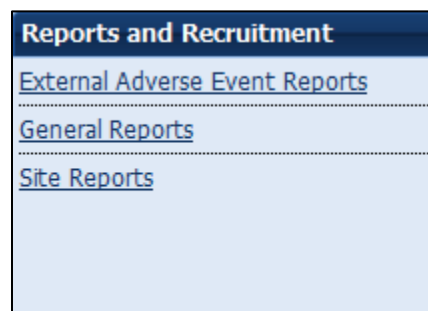 Reports and Recruitment
External Adverse Event Reports
General Reports
Site Reports